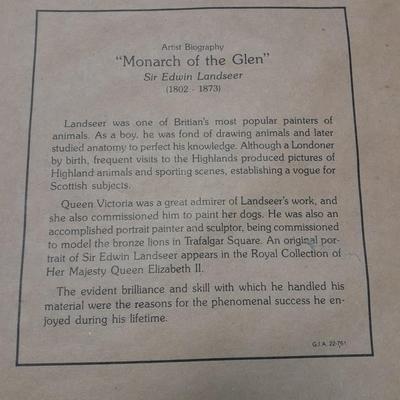 Artist Biography
"Monarch of the Glen"
Sir Edwin Landseer
(1802 - 1873)
Landseer was one of Britian's most popular painters of
animals. As a boy, he was fond of drawing animals and later
studied anatomy to perfect his knowledge. Although a Londoner
by birth, frequent visits to the Highlands produced pictures of
Highland animals and sporting scenes, establishing a vogue for
Scottish subjects.
Queen Victoria was a great admirer of Landseer's work, and
she also commissioned him to paint her dogs. He was also an
accomplished portrait painter and sculptor, being commissioned
to model the bronze lions in Trafalgar Square. An original por-
trait of Sir Edwin Landseer appears in the Royal Collection of
Her Majesty Queen Elizabeth II.
The evident brilliance and skill with which he handled his
material were the reasons for the phenomenal success he en-
joyed during his lifetime.
G.I.A. 22-761